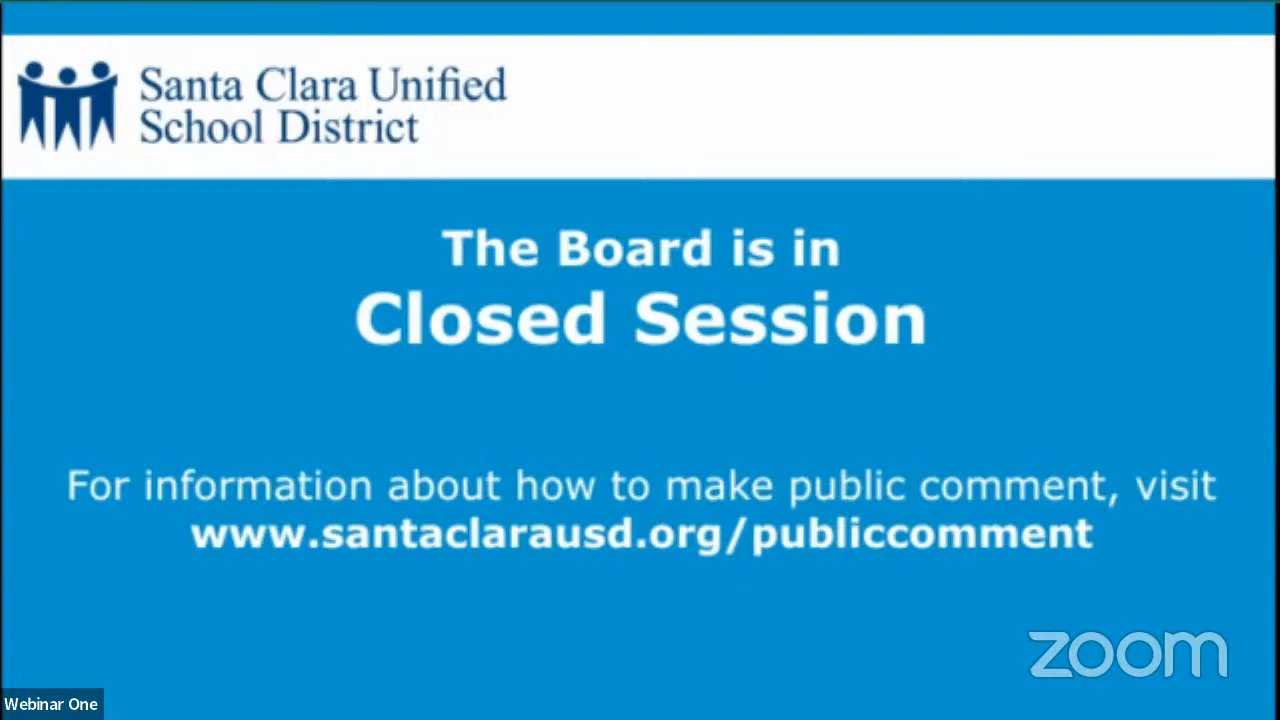 Santa Clara Unified
School District
The Board is in
Closed Session
For information about how to make public comment, visit
www.santaclarausd.org/publiccomment
zoom
Webinar One